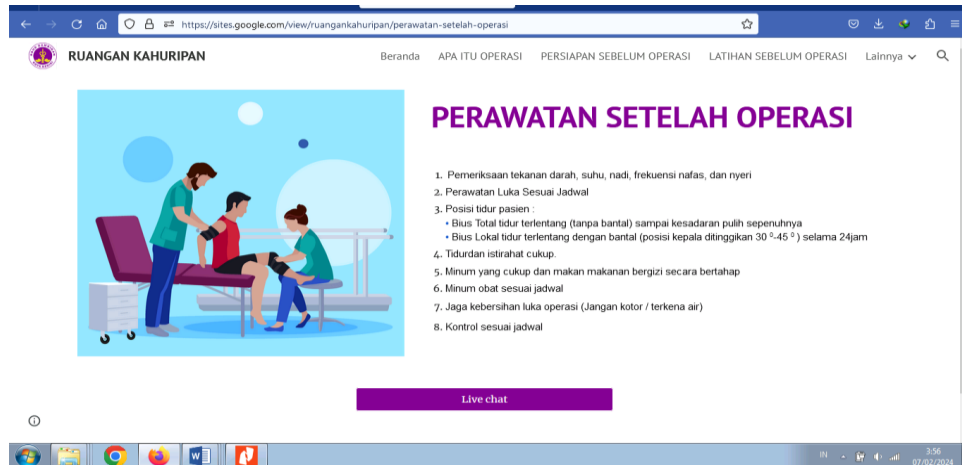 https://sites.google.com/view/ruangankahuripan/perawatan-setelah-operasi
RUANGAN KAHURIPAN
Beranda APA ITU OPERASI PERSIAPAN SEBELUM OPERASI LATIHAN SEBELUM OPERASI Lainnya
PERAWATAN SETELAH OPERASI
1. Pemeriksaan tekanan darah, suhu, nadi, frekuensi nafas, dan nyeri
2. Perawatan Luka Sesuai Jadwal
3. Posisi tidur pasien :
• Bius Total tidur terlentang (tanpa bantal) sampai kesadaran pulih sepenuhnya
• Bius Lokal tidur terlentang dengan bantal (posisi kepala ditinggikan 30 ⁰-45 ⁰ ) selama 24jam
4. Tidurdan istirahat cukup.
5. Minum yang cukup dan makan makanan bergizi secara bertahap
6. Minum obat sesuai jadwal
7. Jaga kebersihan luka operasi (Jangan kotor / terkena air)
8. Kontrol sesuai jadwal
Live chat
IN
3:56
07/02/2024